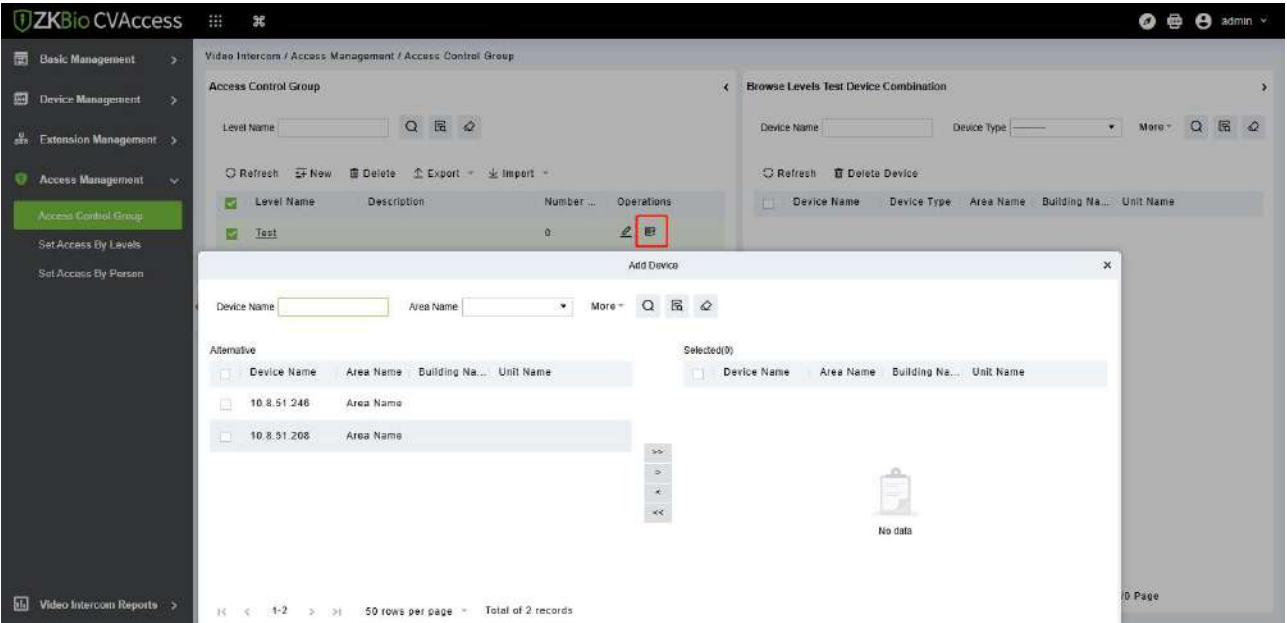 ZKBio CVAccess
admin
Basic Management
Device Management
Extension Management
Access Management
Access Control Group
Set Access By Levels
Set Access By Person
Video Intercom Reports
Video Intercom / Access Management / Access Control Group
Access Control Group
Level Name
Refresh New Delete Export Import
Level Name Description Number ... Operations
Test 0
Browse Levels Test Device Combination
Device Name Device Type --------- More
Refresh Delete Device
Device Name Device Type Area Name Building Na... Unit Name
Add Device
Device Name Area Name More
Alternative
Device Name Area Name Building Na... Unit Name
10.8.51.246 Area Name
10.8.51.208 Area Name
>>
>
<
<<
Selected(0)
Device Name Area Name Building Na... Unit Name
No data
1-2 50 rows per page Total of 2 records
/0 Page